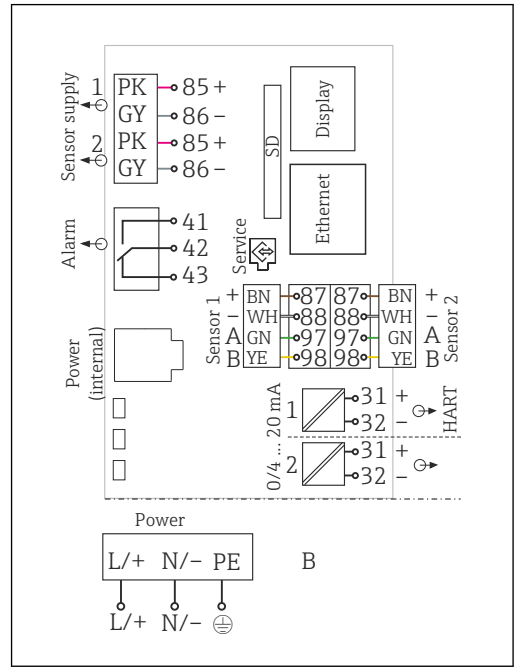 Sensor supply
1 PK 85 +
GY 86 –
2 PK 85 +
GY 86 –
Display
SD
Ethernet
Alarm
41
42
43
Service
Power
(internal)
Sensor 1
+ BN 87 87 BN +
– WH 88 88 WH –
A GN 97 97 GN A
B YE 98 98 YE B
Sensor 2
0/4 ... 20 mA
1 31 +
32 –
HART
2 31 +
32 –
Power
L/+ N/– PE
B
L/+ N/–